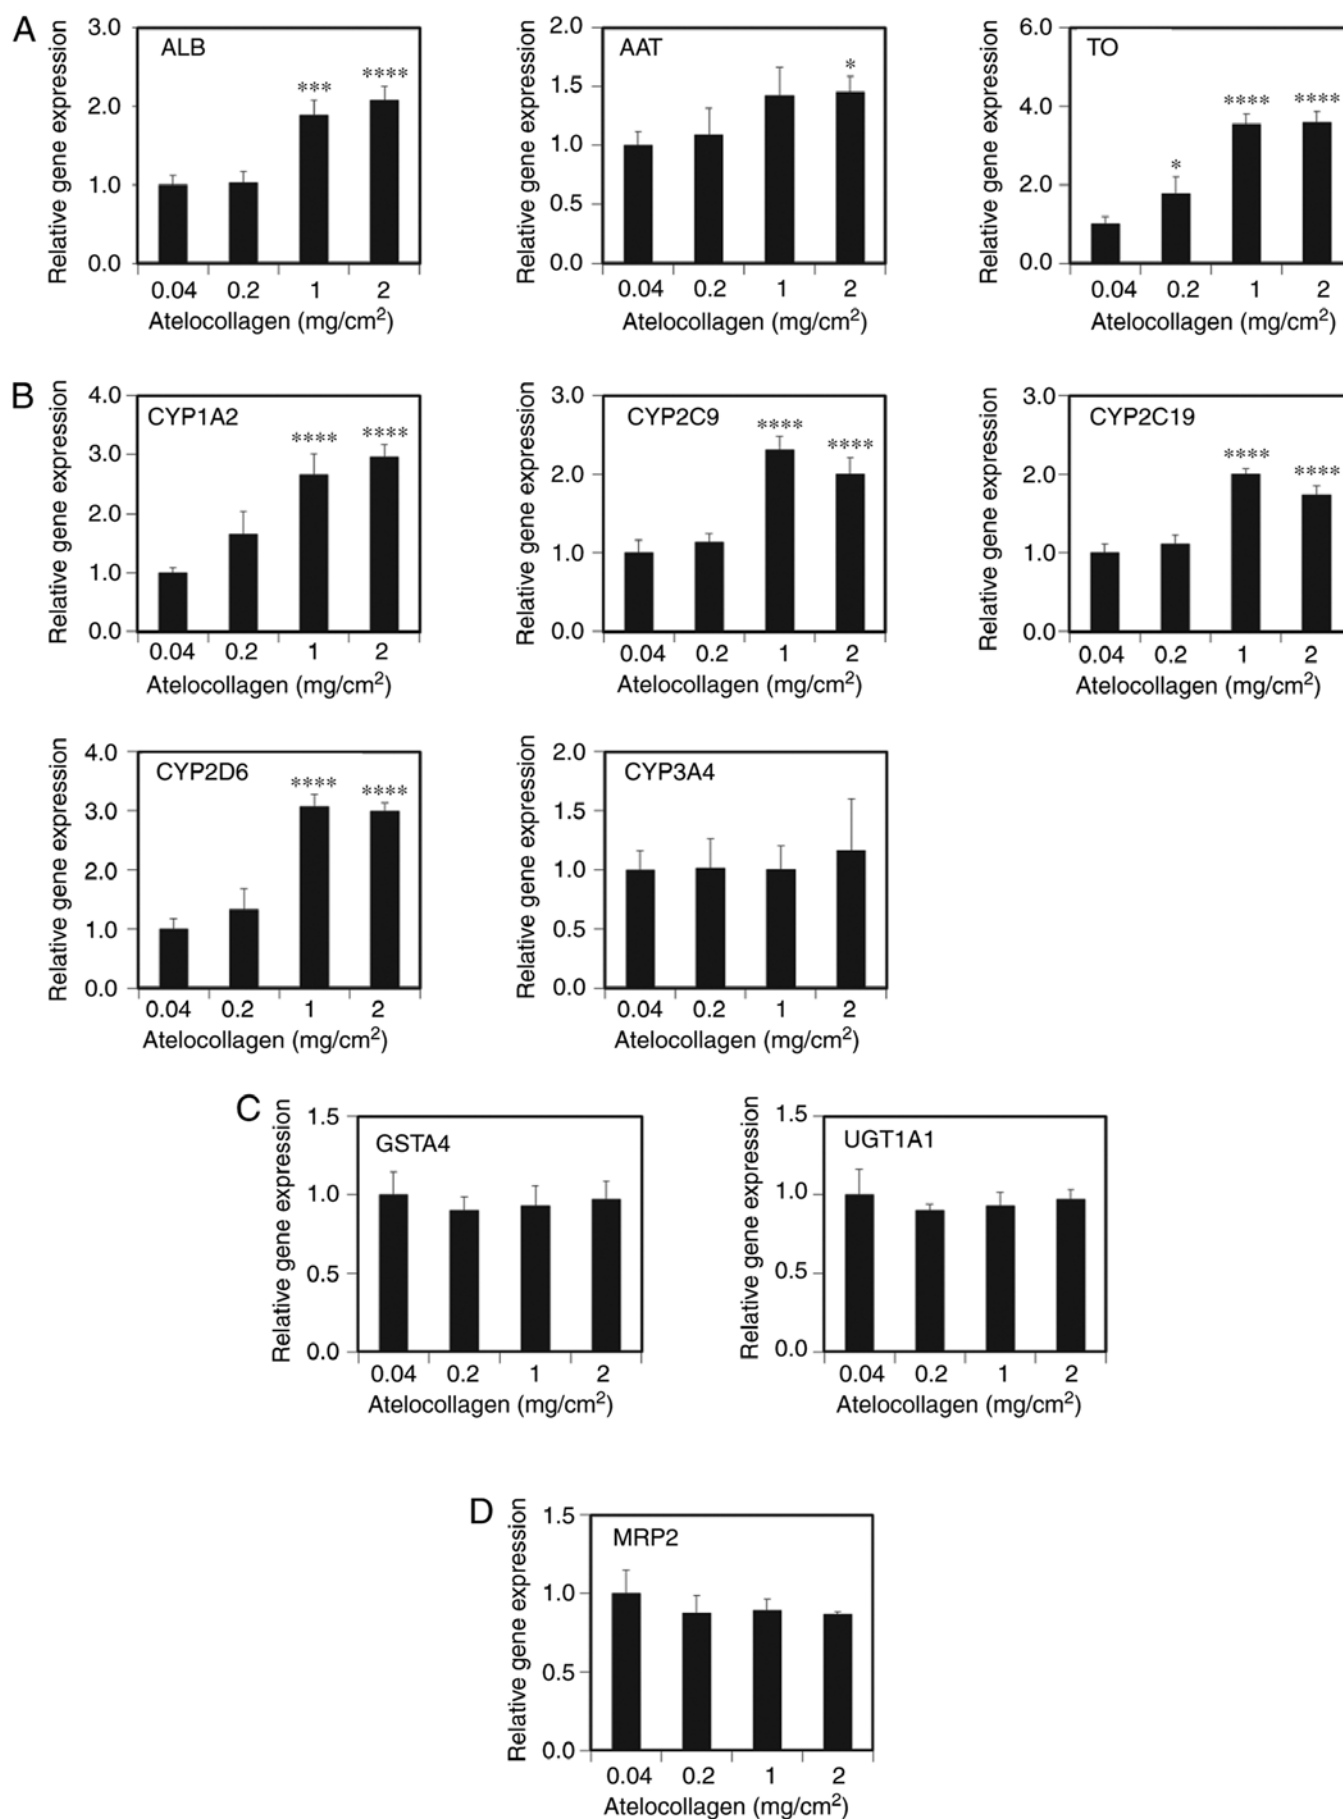 A
Relative gene expression
3.0
2.0
1.0
0.0
ALB
***
****
0.04 0.2 1 2
Atelocollagen (mg/cm²)
Relative gene expression
2.0
1.5
1.0
0.5
0.0
AAT
*
0.04 0.2 1 2
Atelocollagen (mg/cm²)
Relative gene expression
6.0
4.0
2.0
0.0
TO
*
****
****
0.04 0.2 1 2
Atelocollagen (mg/cm²)
B
Relative gene expression
4.0
3.0
2.0
1.0
0.0
CYP1A2
****
****
0.04 0.2 1 2
Atelocollagen (mg/cm²)
Relative gene expression
3.0
2.0
1.0
0.0
CYP2C9
****
****
0.04 0.2 1 2
Atelocollagen (mg/cm²)
Relative gene expression
3.0
2.0
1.0
0.0
CYP2C19
****
****
0.04 0.2 1 2
Atelocollagen (mg/cm²)
Relative gene expression
4.0
3.0
2.0
1.0
0.0
CYP2D6
****
****
0.04 0.2 1 2
Atelocollagen (mg/cm²)
Relative gene expression
2.0
1.5
1.0
0.5
0.0
CYP3A4
0.04 0.2 1 2
Atelocollagen (mg/cm²)
C
Relative gene expression
1.5
1.0
0.5
0.0
GSTA4
0.04 0.2 1 2
Atelocollagen (mg/cm²)
Relative gene expression
1.5
1.0
0.5
0.0
UGT1A1
0.04 0.2 1 2
Atelocollagen (mg/cm²)
D
Relative gene expression
1.5
1.0
0.5
0.0
MRP2
0.04 0.2 1 2
Atelocollagen (mg/cm²)